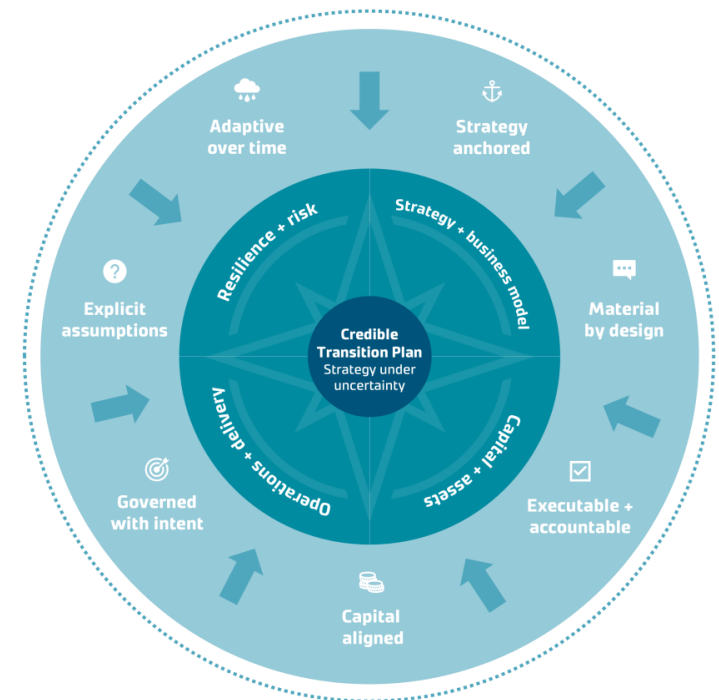 Adaptive
over time
Strategy
anchored
Resilience + risk
Strategy + business model
?
Explicit
assumptions
Material
by design
Credible
Transition Plan
Strategy under
uncertainty
Operations + delivery
Capital + assets
Governed
with intent
Executable +
accountable
Capital
aligned